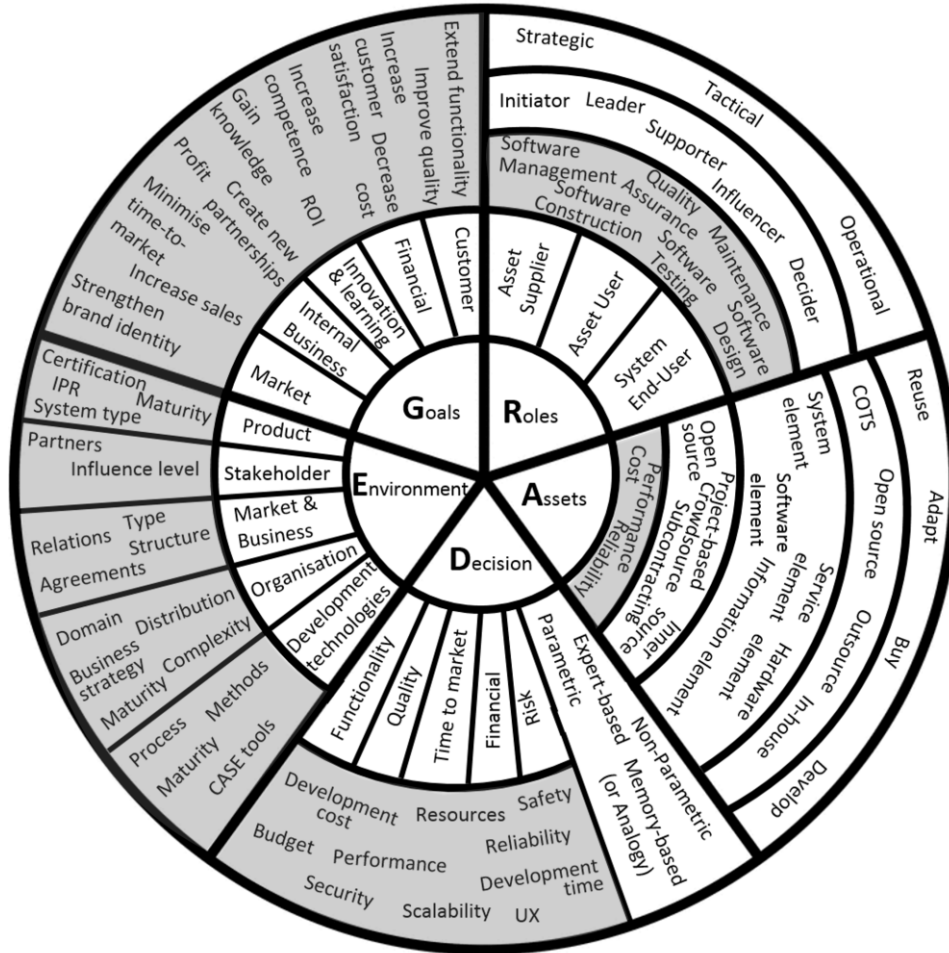 Extend functionality
Improve quality
Increase
customer
satisfaction
Decrease
cost
Increase
competence
ROI
Gain
knowledge
Create new
partnerships
Profit
Minimise
time-to-
market
Increase sales
Strengthen
brand identity
Customer
Financial
Innovation
& learning
Internal
Business
Market
Goals
Strategic
Tactical
Operational
Initiator
Leader
Supporter
Influencer
Decider
Software
Management
Quality
Assurance
Software
Construction
Maintenance
Software
Testing
Software
Design
Asset
Supplier
Asset User
System
End-User
Roles
Reuse
Adapt
Buy
Develop
COTS
Open source
Outsource
In-house
System
element
Software
element
Service
element
Information element
Hardware
element
Open
source
Project-based
Crowdsource
Subcontracting
Inner
source
Performance
Cost
Reliability
Assets
Decision
Functionality
Quality
Time to market
Financial
Risk
Parametric
Expert-based
Non-Parametric
Memory-based
(or Analogy)
Development
cost
Resources
Safety
Budget
Performance
Reliability
Security
Scalability
UX
Development
time
Environment
Product
Stakeholder
Market &
Business
Organisation
Development
technologies
Certification
IPR
Maturity
System type
Partners
Influence level
Relations
Type
Structure
Agreements
Domain
Distribution
Business
strategy
Complexity
Maturity
Process
Methods
Maturity
CASE tools